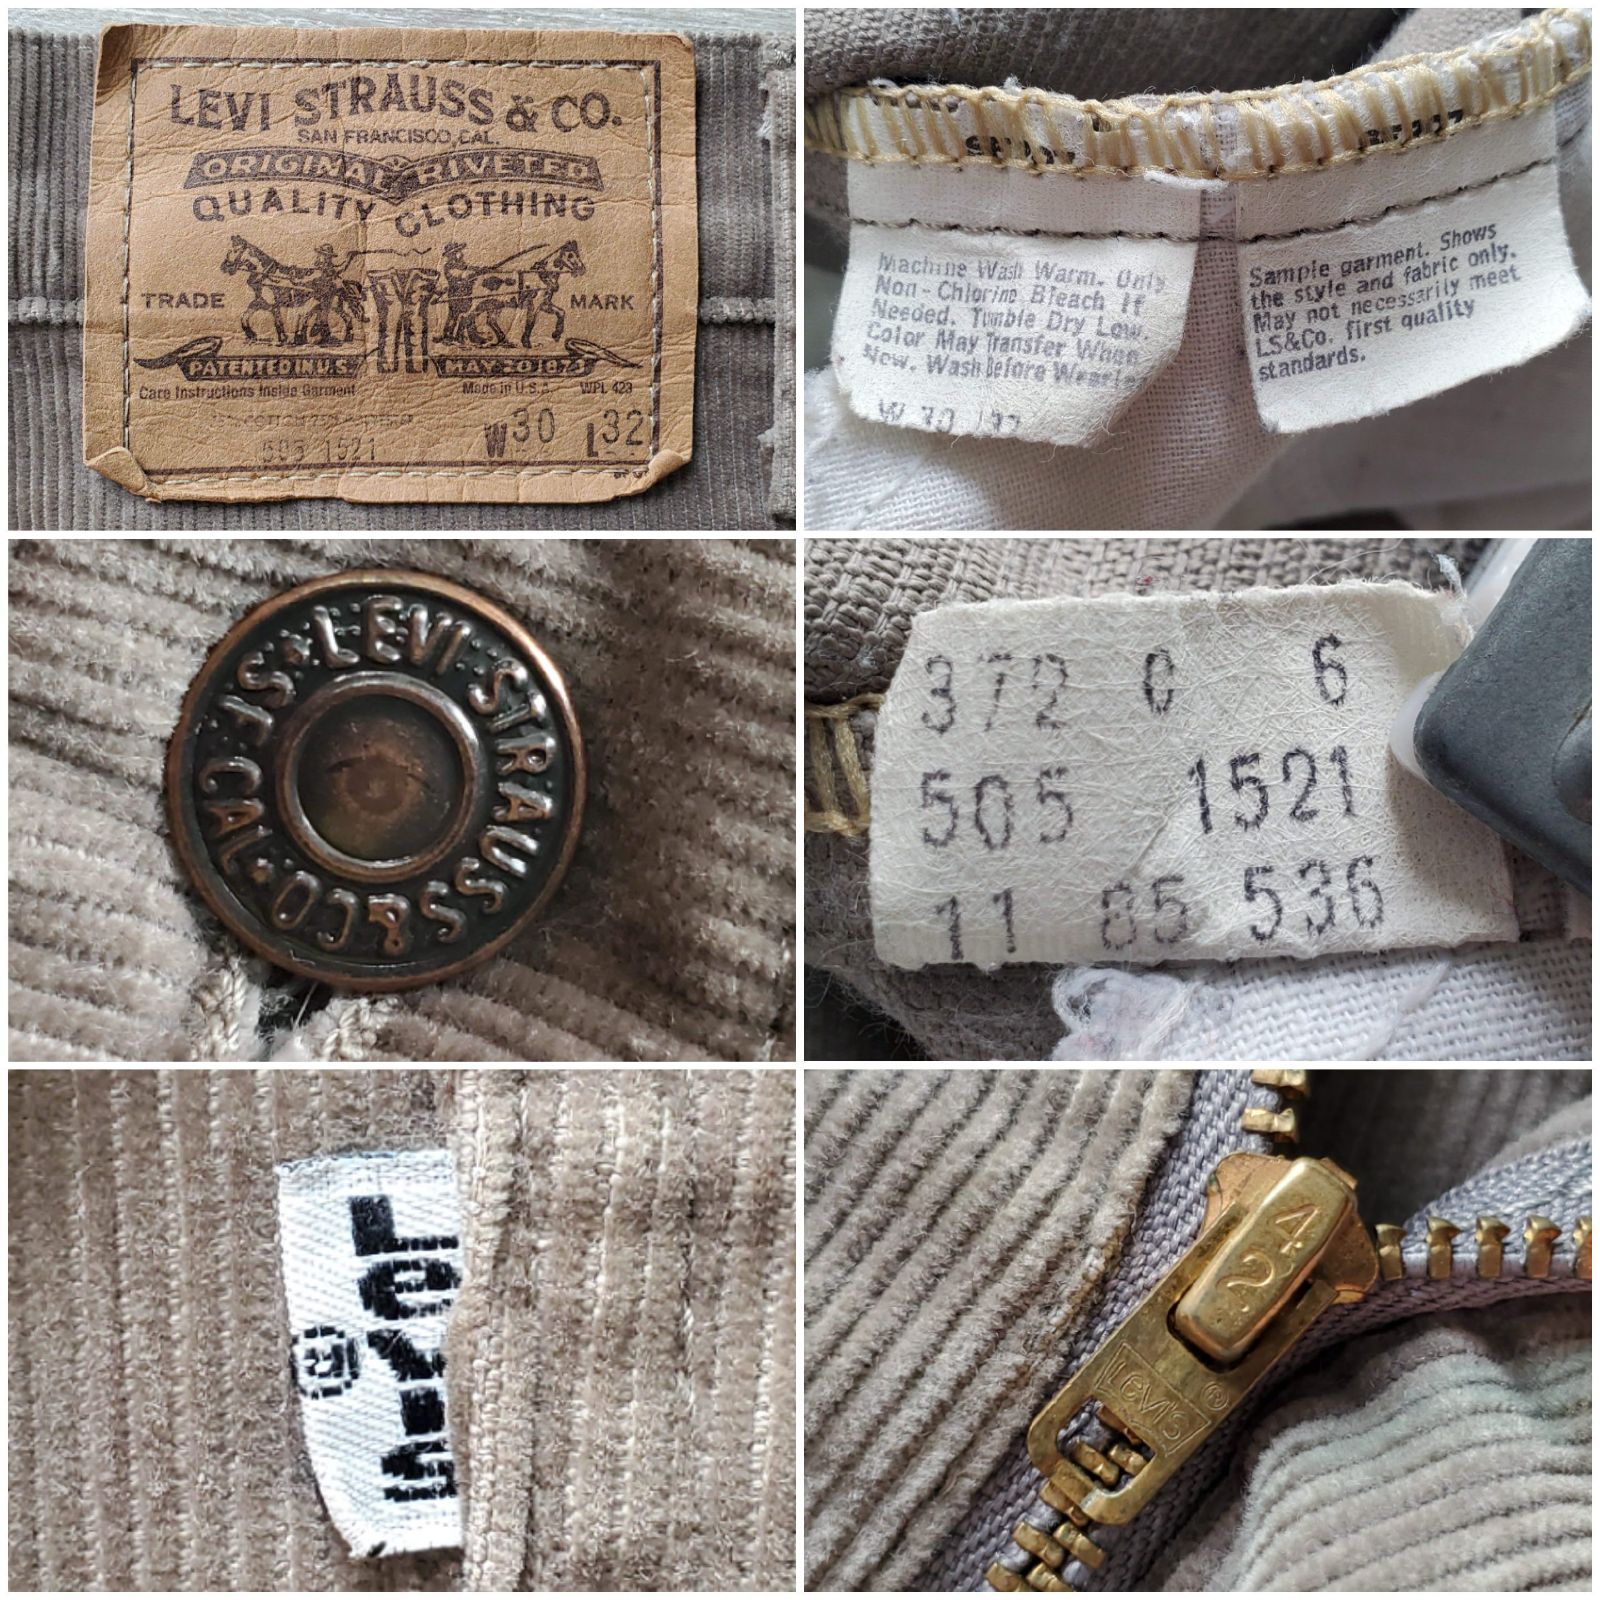 LEVI STRAUSS & CO.
SAN FRANCISCO, CAL.
ORIGINAL RIVETED
QUALITY CLOTHING
TRADE MARK
PATENTED IN U.S. MAY 20 1873
Care Instructions Inside Garment Made in U.S.A. WPL 423
505 1521 W30 L32
Machine Wash Warm. Only
Non-Chlorine Bleach If
Needed. Tumble Dry Low.
Color May Transfer When
New. Wash Before
W 30
Sample garment. Shows
the style and fabric only.
May not necessarily meet
LS&Co. first quality
standards.
LEVI STRAUSS & CO. S.F. CAL.
372 C 6
505 1521
11 85 536
Levi's
®
42
Levi's ®